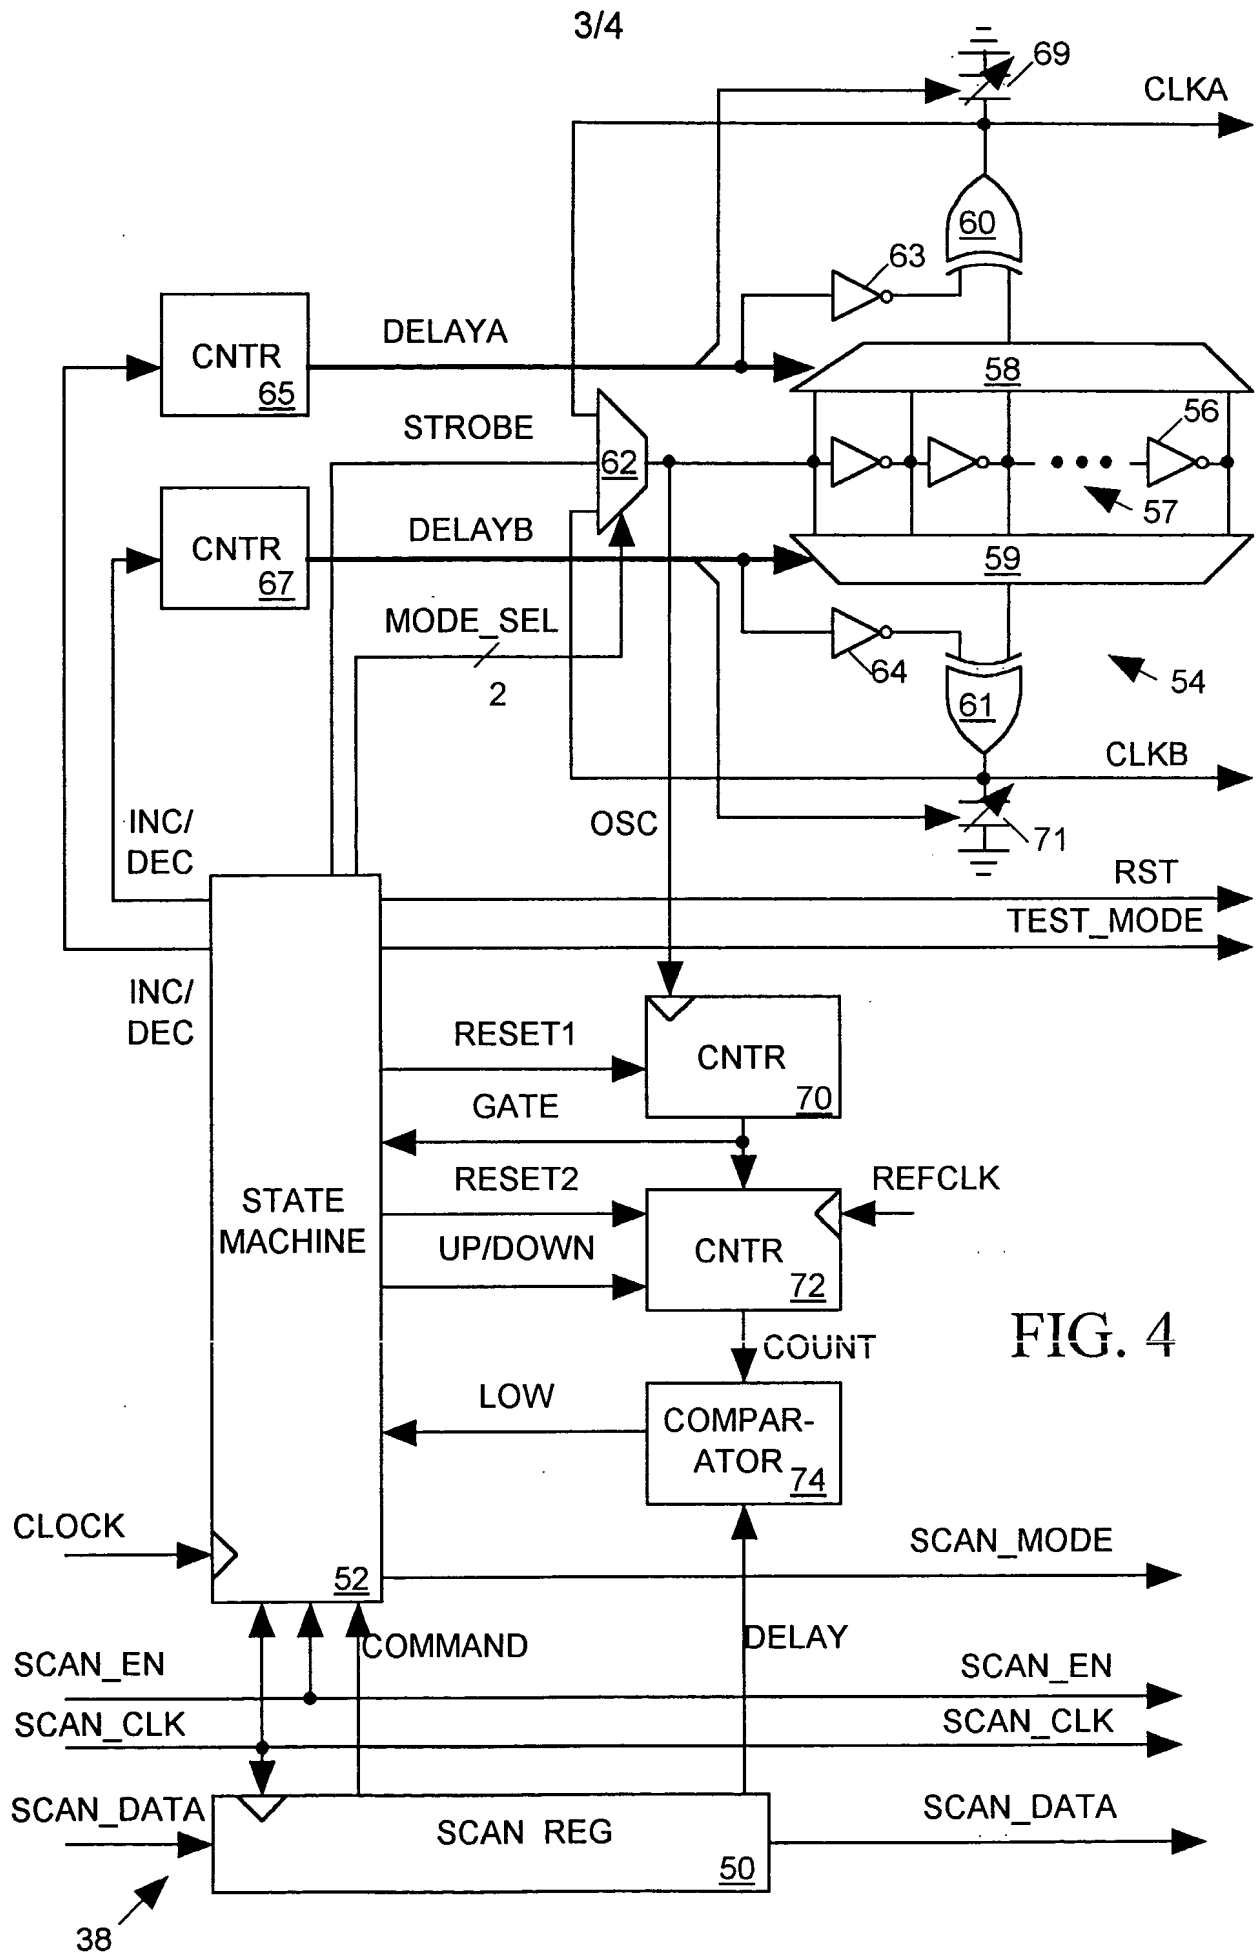 3/4
69
CLKA
60
63
DELAYA
CNTR
65
58
STROBE
56
62
DELAYB
57
CNTR
67
59
MODE_SEL
2
64
54
61
CLKB
INC/
DEC
OSC
71
RST
TEST_MODE
INC/
DEC
RESET1
CNTR
70
GATE
STATE
MACHINE
RESET2
REFCLK
UP/DOWN
CNTR
72
FIG. 4
COUNT
LOW
COMPAR-
ATOR
74
CLOCK
SCAN_MODE
52
COMMAND
DELAY
SCAN_EN
SCAN_EN
SCAN_CLK
SCAN_CLK
SCAN_DATA
SCAN REG
SCAN_DATA
50
38